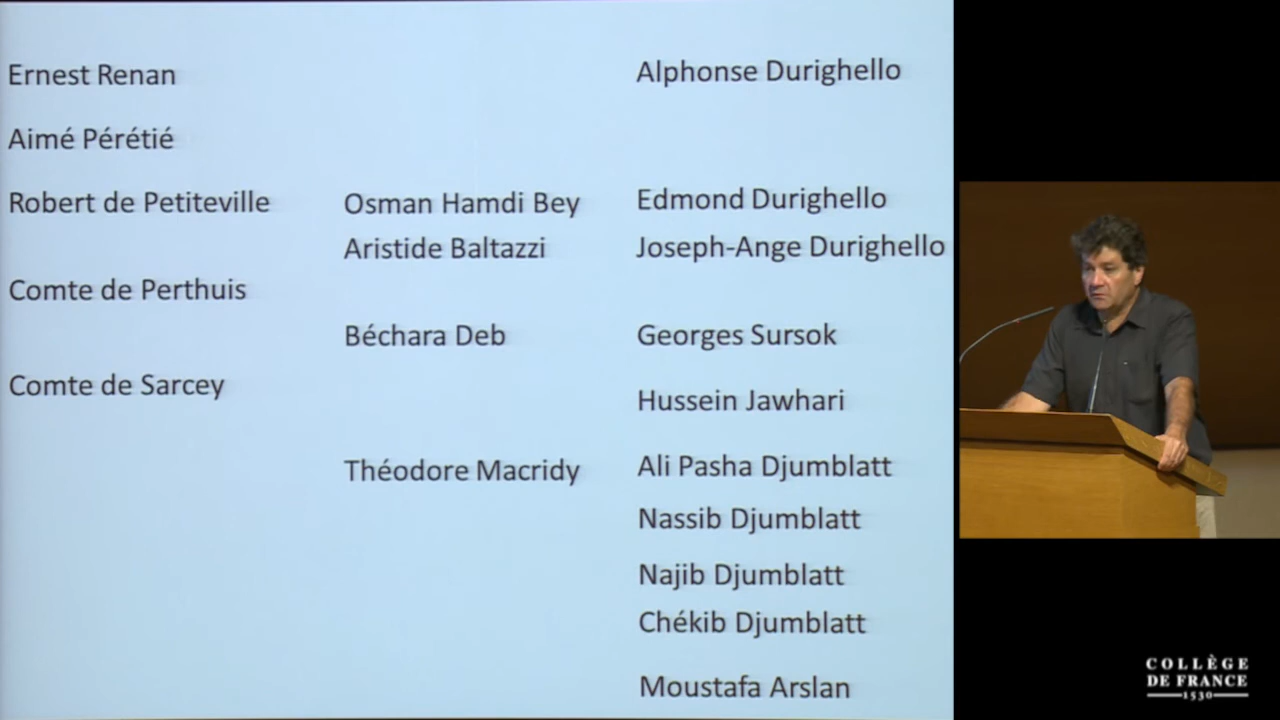 Ernest Renan
Aimé Pérétié
Robert de Petiteville
Comte de Perthuis
Comte de Sarcey
Osman Hamdi Bey
Aristide Baltazzi
Béchara Deb
Théodore Macridy
Alphonse Durighello
Edmond Durighello
Joseph-Ange Durighello
Georges Sursok
Hussein Jawhari
Ali Pasha Djumblatt
Nassib Djumblatt
Najib Djumblatt
Chékib Djumblatt
Moustafa Arslan
COLLÈGE
DE FRANCE
1530